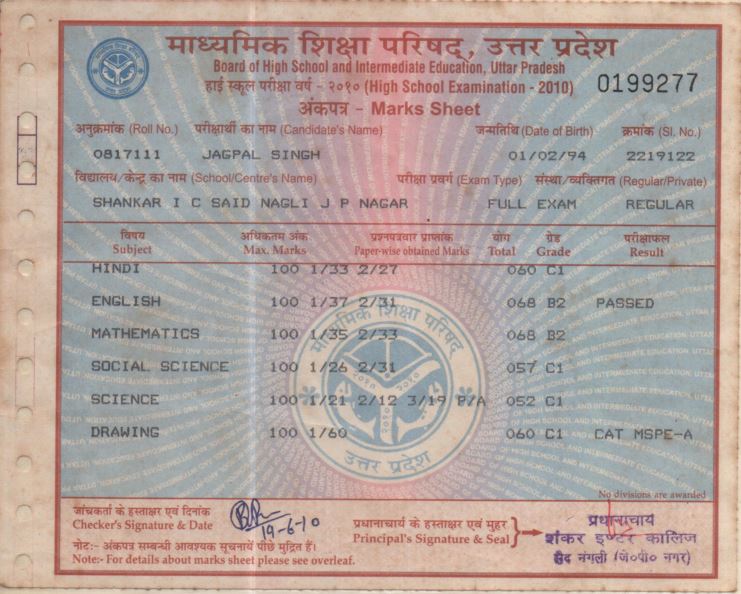 माध्यमिक शिक्षा परिषद्, उत्तर प्रदेश
Board of High School and Intermediate Education, Uttar Pradesh
हाई स्कूल परीक्षा वर्ष - २०१० (High School Examination - 2010) 0199277
अंकपत्र - Marks Sheet
अनुक्रमांक (Roll No.) परीक्षार्थी का नाम (Candidate's Name) जन्मतिथि (Date of Birth) क्रमांक (Sl. No.)
0817111 JAGPAL SINGH 01/02/94 2219122
विद्यालय/केन्द्र का नाम (School/Centre's Name) परीक्षा प्रवर्ग (Exam Type) संस्था/व्यक्तिगत (Regular/Private)
SHANKAR I C SAID NAGLI J P NAGAR FULL EXAM REGULAR
विषय अधिकतम अंक प्रश्नपत्रवार प्राप्तांक योग ग्रेड परीक्षाफल
Subject Max. Marks Paper-wise obtained Marks Total Grade Result
HINDI 100 1/33 2/27 060 C1
ENGLISH 100 1/37 2/31 068 B2 PASSED
MATHEMATICS 100 1/35 2/33 068 B2
SOCIAL SCIENCE 100 1/26 2/31 057 C1
SCIENCE 100 1/21 2/12 3/19 P/A 052 C1
DRAWING 100 1/60 060 C1 CAT MSPE-A
उत्तर प्रदेश
No divisions are awarded
जांचकर्ता के हस्ताक्षर एवं दिनांक
Checker's Signature & Date
19-6-10
प्रधानाचार्य के हस्ताक्षर एवं मुहर
Principal's Signature & Seal
प्रधानाचार्य
शंकर इण्टर कालिज
सैद नंगली (जे०पी० नगर)
नोट:- अंकपत्र सम्बन्धी आवश्यक सूचनायें पीछे मुद्रित हैं।
Note:- For details about marks sheet please see overleaf.